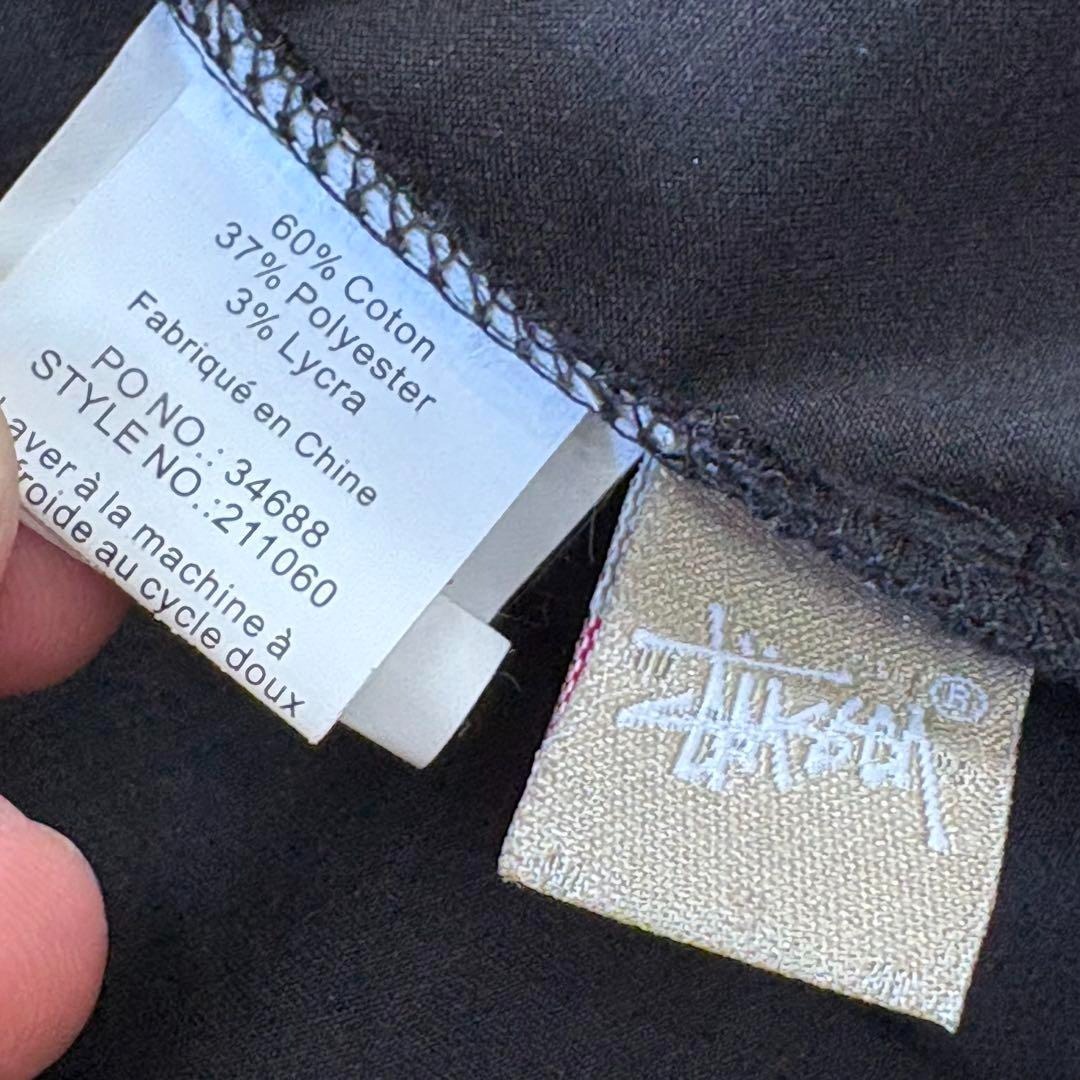 60% Coton
37% Polyester
3% Lycra
Fabriqué en Chine
PO NO.: 34688
STYLE NO.:211060
Laver à la machine à
froide au cycle doux
Stüssy ®